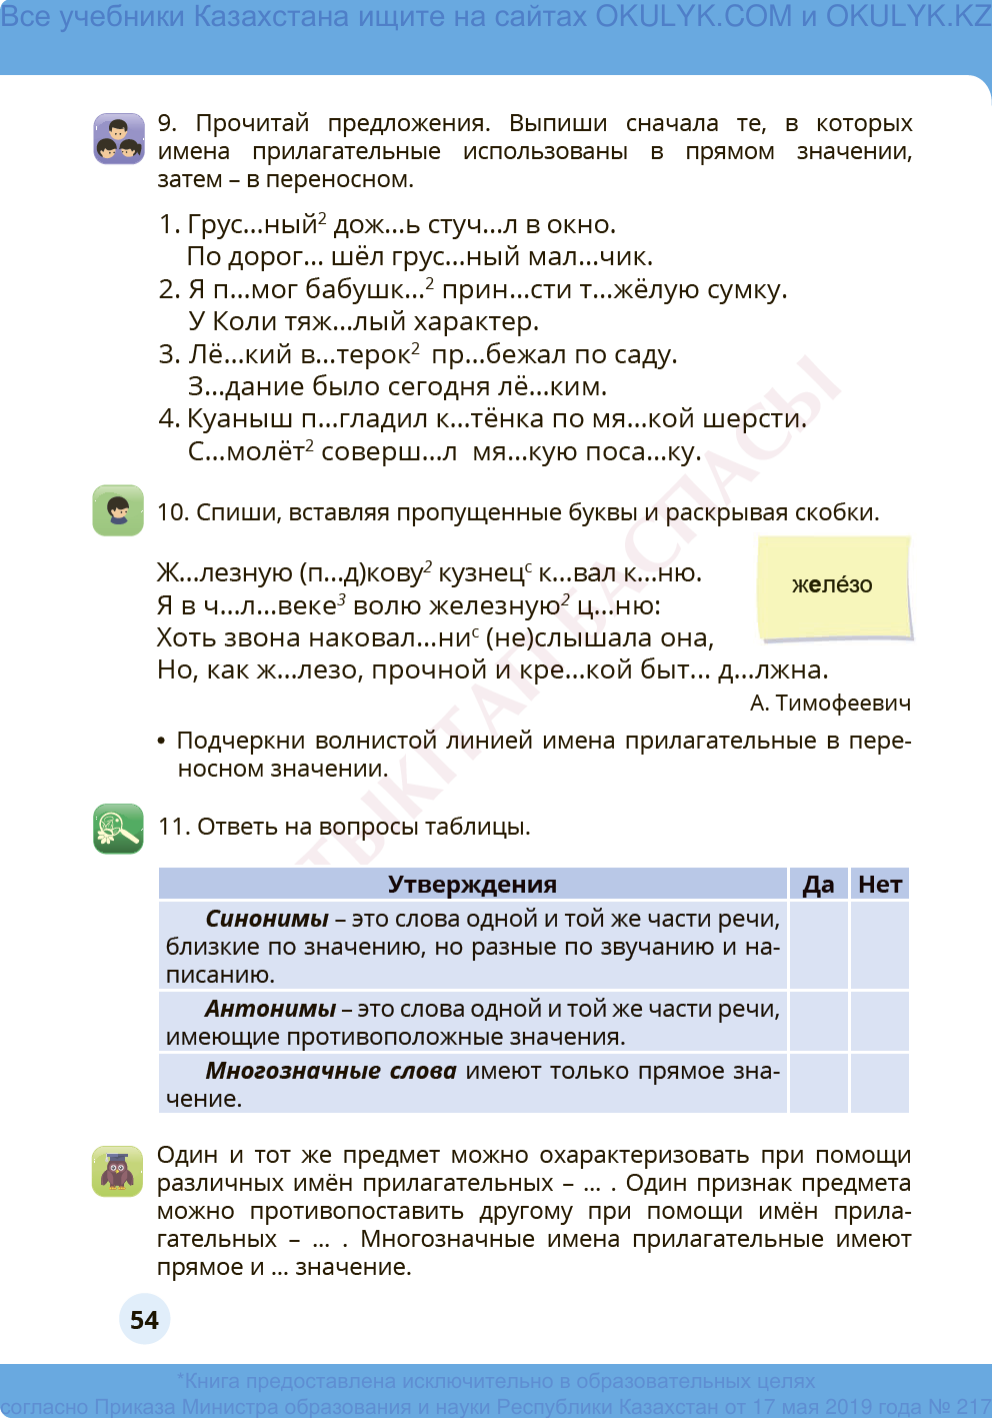 Все учебники Казахстана ищите на сайтах OKULYK.COM и OKULYK.KZ
9. Прочитай предложения. Выпиши сначала те, в которых
имена прилагательные использованы в прямом значении,
затем – в переносном.
1. Грус...ный² дож...ь стуч...л в окно.
По дорог... шёл грус...ный мал...чик.
2. Я п...мог бабушк...² прин...сти т...жёлую сумку.
У Коли тяж...лый характер.
3. Лё...кий в...терок² пр...бежал по саду.
З...дание было сегодня лё...ким.
4. Куаныш п...гладил к...тёнка по мя...кой шерсти.
С...молёт² соверш...л мя...кую поса...ку.
10. Спиши, вставляя пропущенные буквы и раскрывая скобки.
Ж...лезную (п...д)кову² кузнецᶜ к...вал к...ню.
Я в ч...л...веке³ волю железную² ц...ню:
Хоть звона наковал...ниᶜ (не)слышала она,
Но, как ж...лезо, прочной и кре...кой быт... д...лжна.
желе́зо
А. Тимофеевич
• Подчеркни волнистой линией имена прилагательные в пере-
носном значении.
11. Ответь на вопросы таблицы.
Утверждения Да Нет
Синонимы – это слова одной и той же части речи,
близкие по значению, но разные по звучанию и на-
писанию.
Антонимы – это слова одной и той же части речи,
имеющие противоположные значения.
Многозначные слова имеют только прямое зна-
чение.
Один и тот же предмет можно охарактеризовать при помощи
различных имён прилагательных – ... . Один признак предмета
можно противопоставить другому при помощи имён прила-
гательных – ... . Многозначные имена прилагательные имеют
прямое и ... значение.
54
*Книга предоставлена исключительно в образовательных целях
согласно Приказа Министра образования и науки Республики Казахстан от 17 мая 2019 года № 217